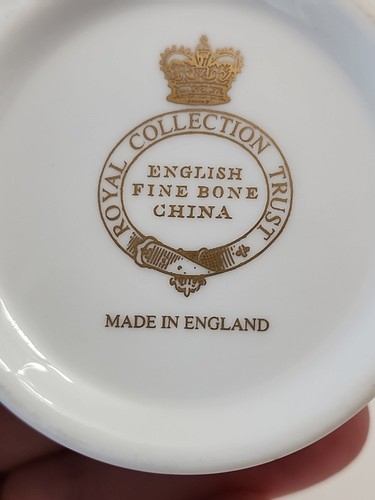 ROYAL COLLECTION TRUST
ENGLISH
FINE BONE
CHINA
MADE IN ENGLAND